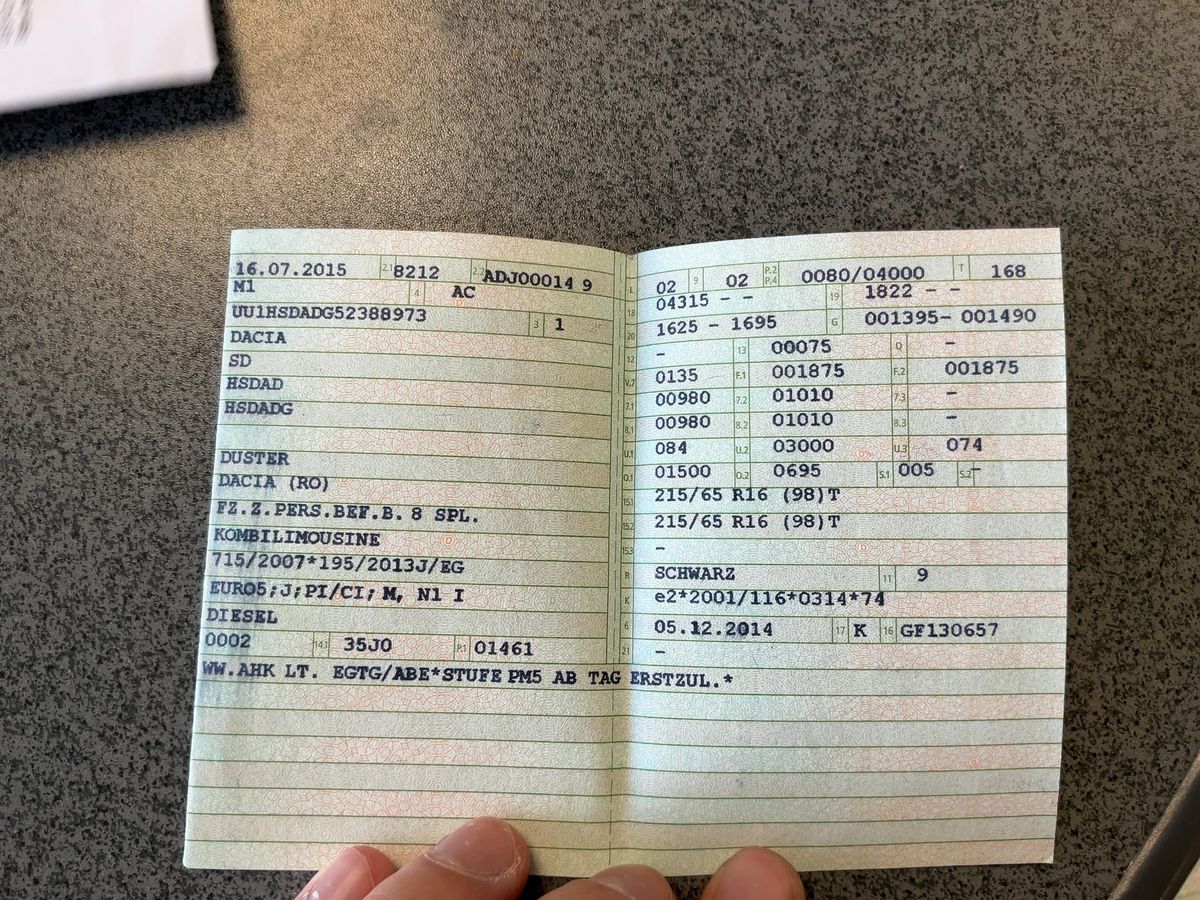 16.07.2015 2.1 8212 2.2 ADJ00014 9
M1 4 AC
UU1HSDADG52388973 3 1
DACIA
SD
HSDAD
HSDADG
DUSTER
DACIA (RO)
FZ.Z.PERS.BEF.B. 8 SPL.
KOMBILIMOUSINE
715/2007*195/2013J/EG
EURO5;J;PI/CI; M, N1 I
DIESEL
0002 14.1 35J0 P.1 01461
L 02 9 02 P.2 P.4 0080/04000 T 168
18 04315 - - 19 1822 - -
20 1625 - 1695 G 001395- 001490
12 - 13 00075 Q -
V.7 0135 F.1 001875 F.2 001875
7.1 00980 7.2 01010 7.3 -
8.1 00980 8.2 01010 8.3 -
U.1 084 U.2 03000 U.3 074
O.1 01500 O.2 0695 S.1 005 S.2 -
15.1 215/65 R16 (98)T
15.2 215/65 R16 (98)T
15.3 -
R SCHWARZ 11 9
K e2*2001/116*0314*74
6 05.12.2014 17 K 16 GF130657
21 -
WW.AHK LT. EGTG/ABE*STUFE PM5 AB TAG ERSTZUL.*